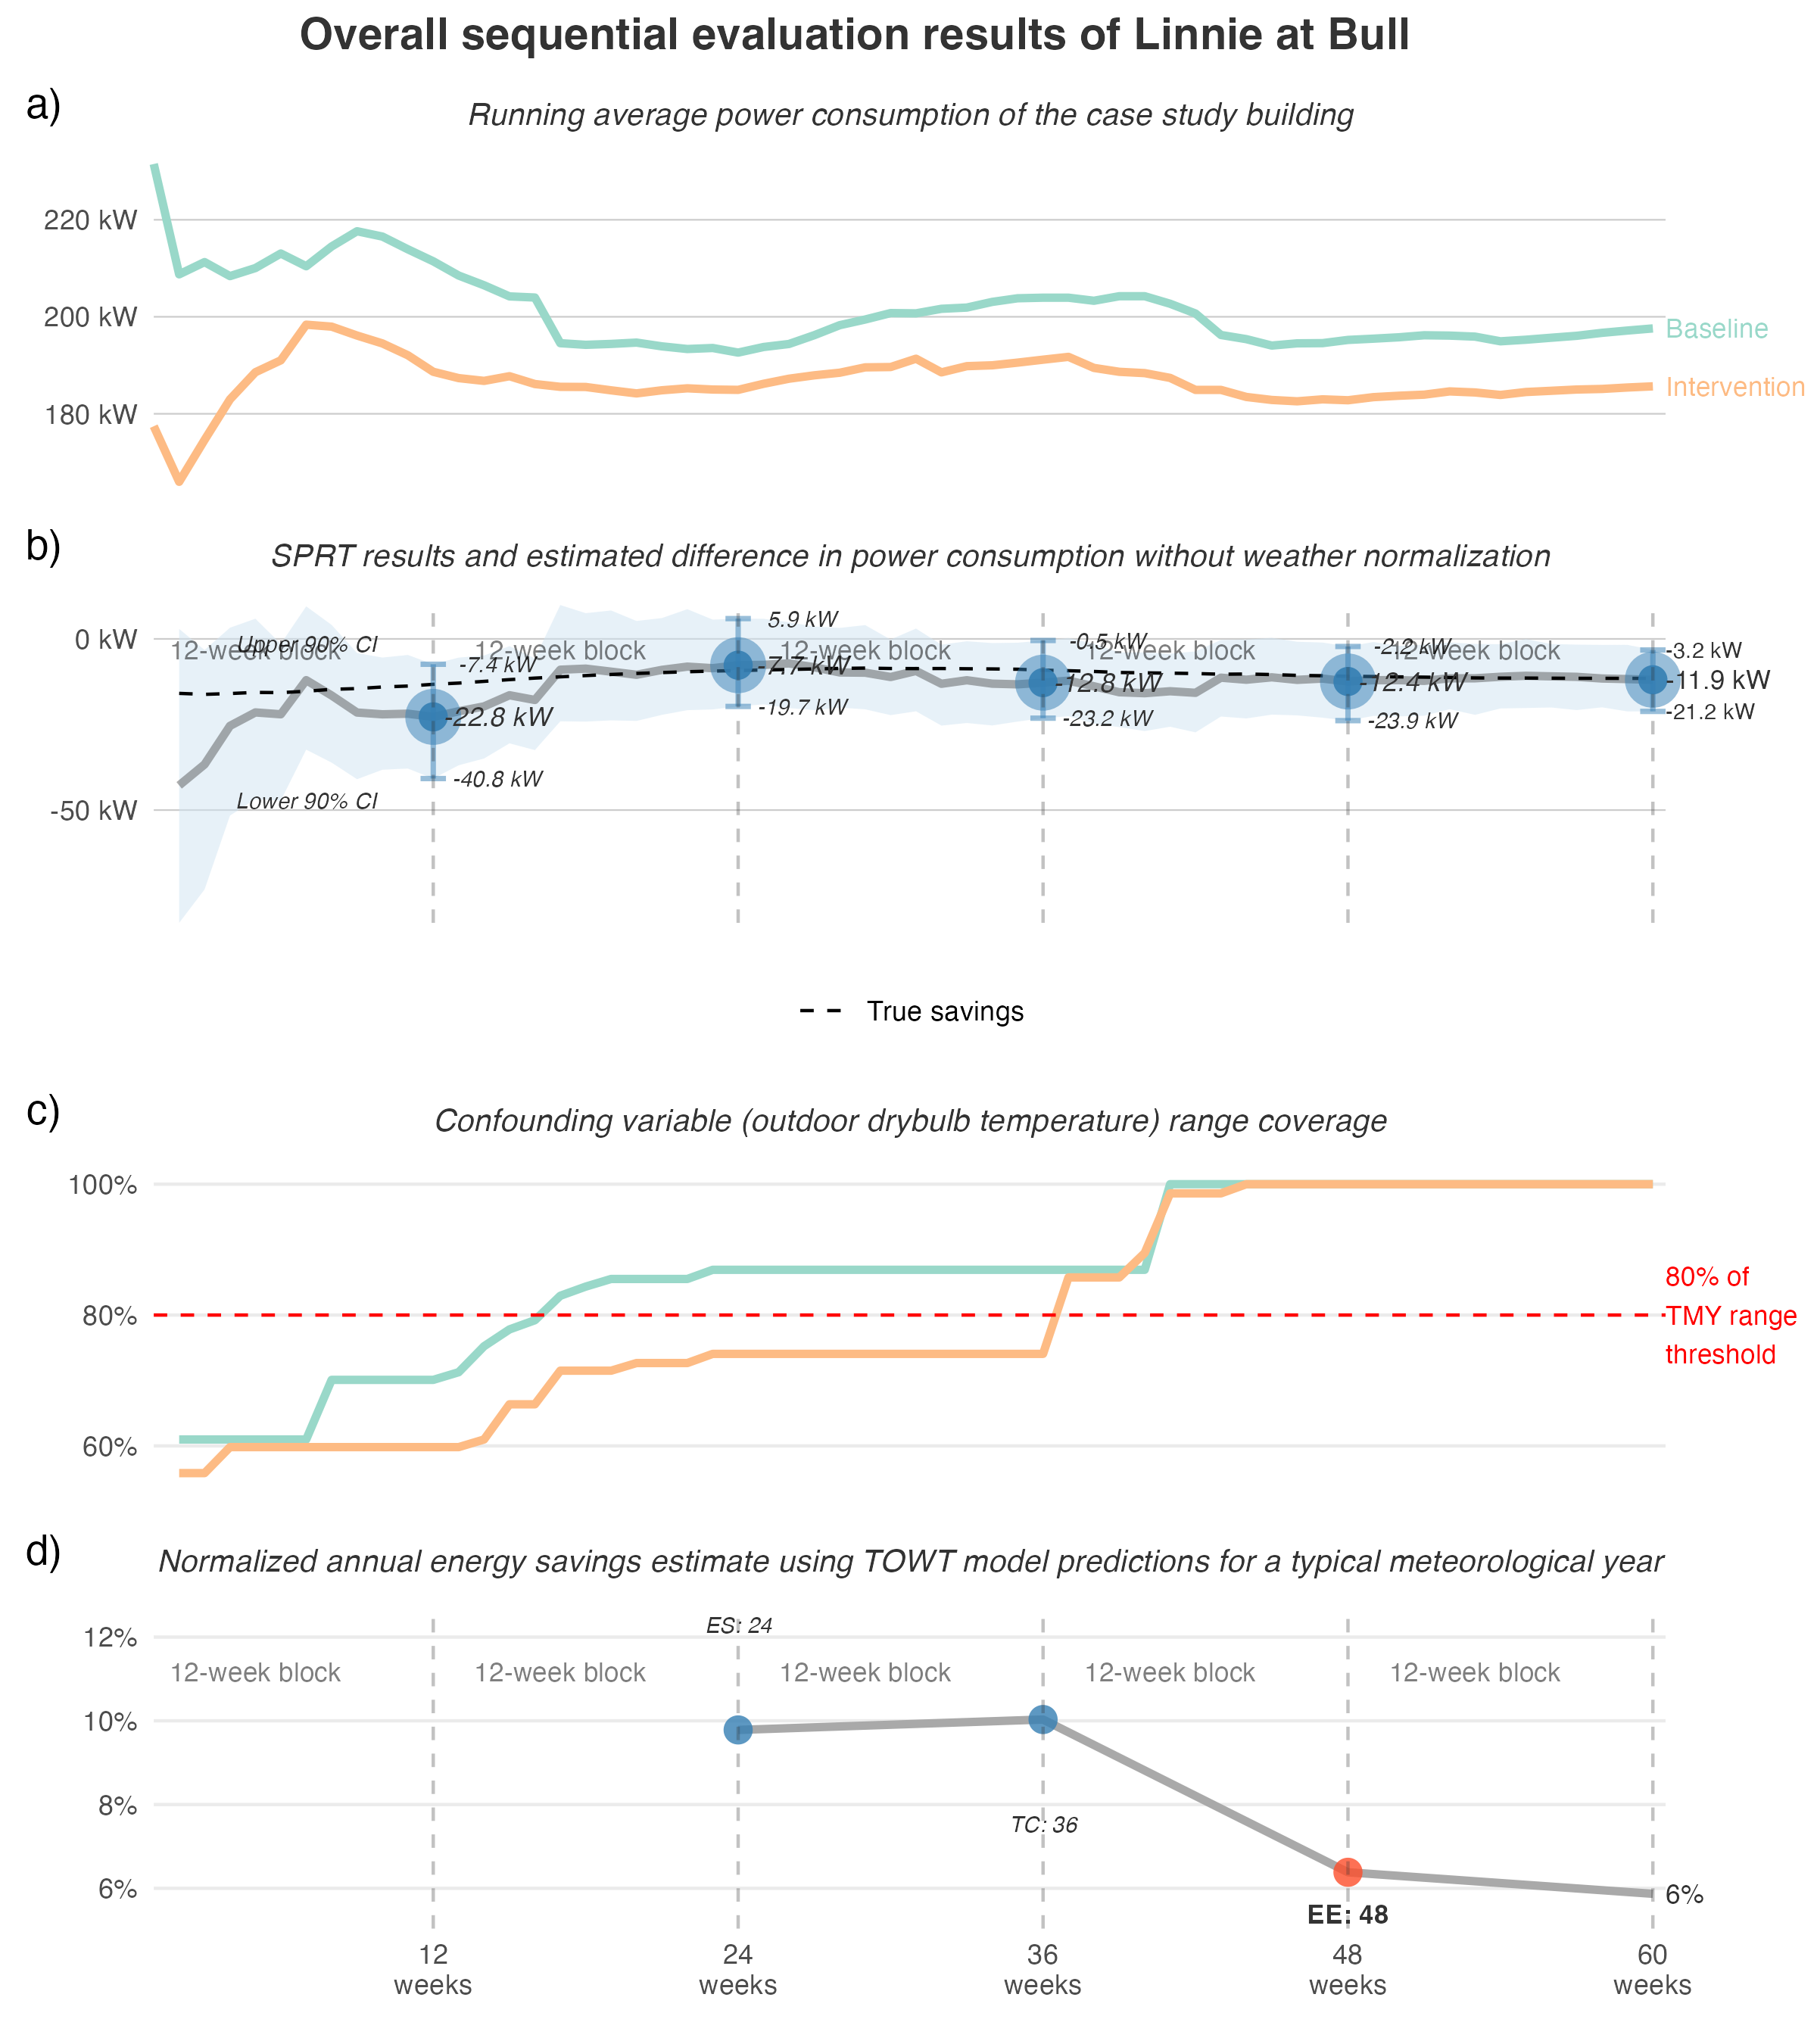 Overall sequential evaluation results of Linnie at Bull
a)
Running average power consumption of the case study building
220 kW
200 kW
180 kW
Baseline
Intervention
b)
SPRT results and estimated difference in power consumption without weather normalization
0 kW
-50 kW
12-week block
12-week block
12-week block
12-week block
12-week block
Upper 90% CI
Lower 90% CI
-7.4 kW
-22.8 kW
-40.8 kW
5.9 kW
-7.7 kW
-19.7 kW
-0.5 kW
-12.8 kW
-23.2 kW
-2.2 kW
-12.4 kW
-23.9 kW
-3.2 kW
-11.9 kW
-21.2 kW
True savings
c)
Confounding variable (outdoor drybulb temperature) range coverage
100%
80%
60%
80% of
TMY range
threshold
d)
Normalized annual energy savings estimate using TOWT model predictions for a typical meteorological year
12%
10%
8%
6%
ES: 24
12-week block
12-week block
12-week block
12-week block
12-week block
TC: 36
EE: 48
6%
12
weeks
24
weeks
36
weeks
48
weeks
60
weeks